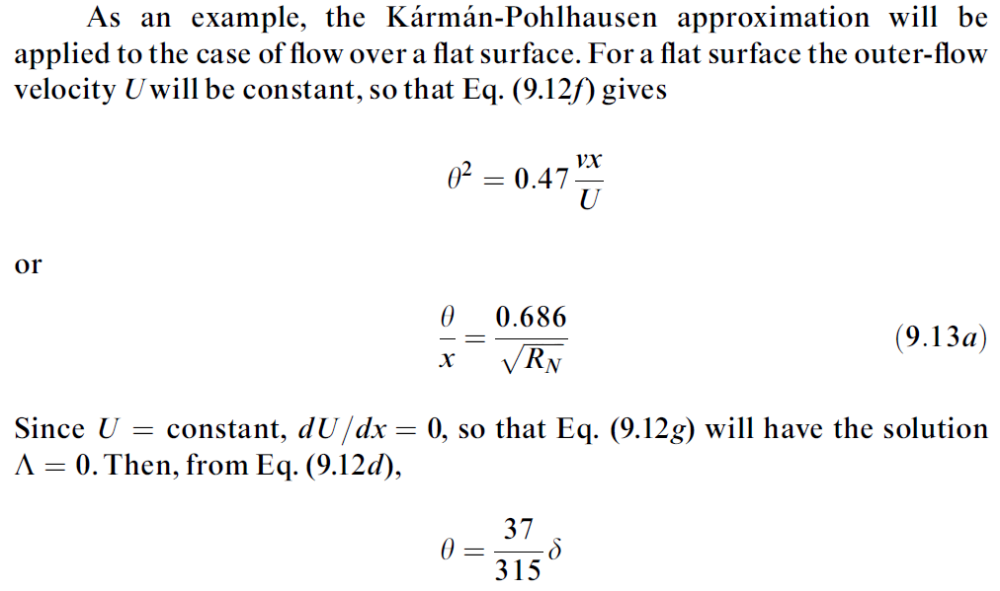 As an example, the Kármán-Pohlhausen approximation will be
applied to the case of flow over a flat surface. For a flat surface the outer-flow
velocity U will be constant, so that Eq. (9.12f) gives
θ² = 0.47 νx/U
or
θ/x = 0.686/√R_N (9.13a)
Since U = constant, dU/dx = 0, so that Eq. (9.12g) will have the solution
Λ = 0. Then, from Eq. (9.12d),
θ = 37/315 δ